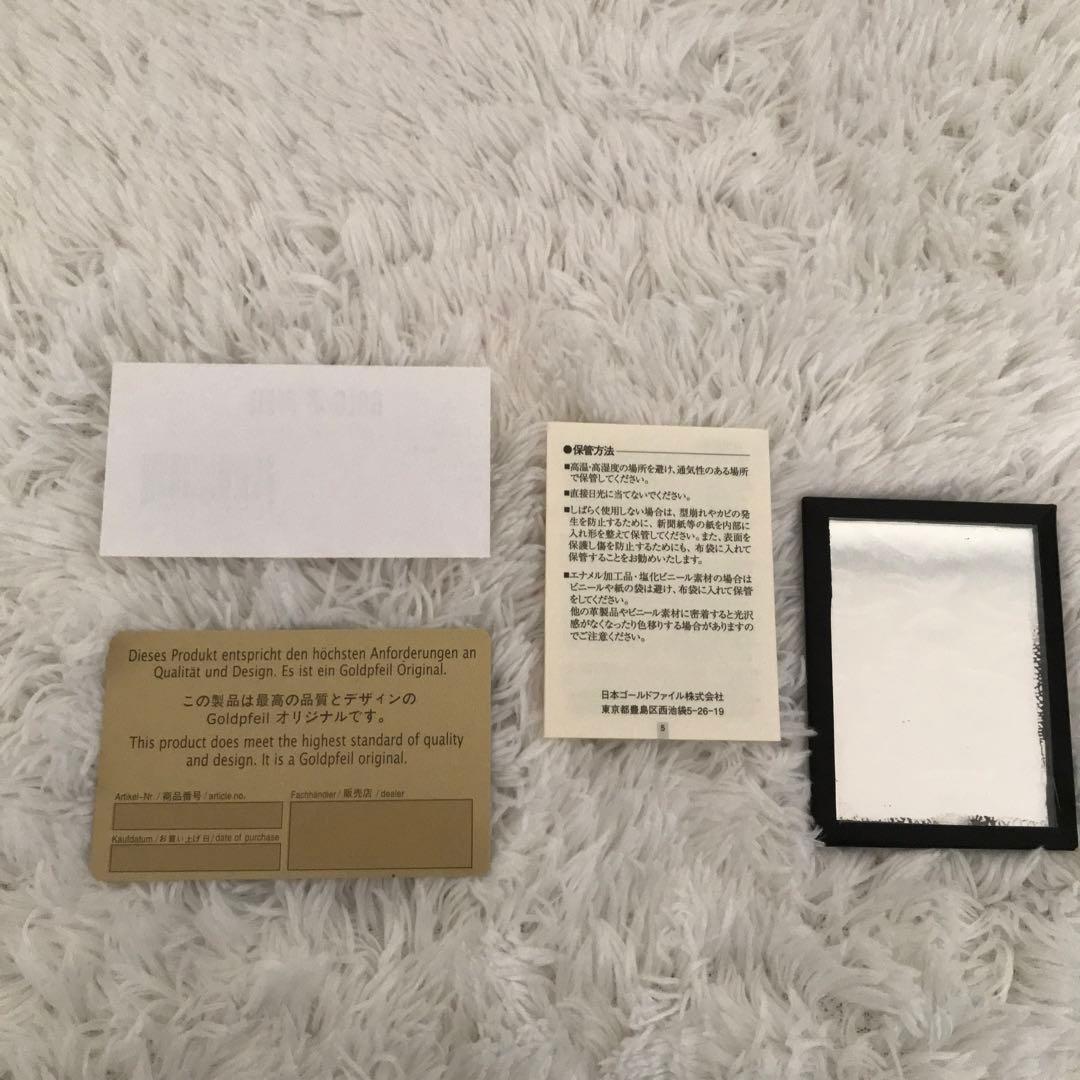 Dieses Produkt entspricht den höchsten Anforderungen an
Qualität und Design. Es ist ein Goldpfeil Original.
この製品は最高の品質とデザインの
Goldpfeil オリジナルです。
This product does meet the highest standard of quality
and design. It is a Goldpfeil original.
Artikel-Nr. / 商品番号 / article no.
Fachhändler / 販売店 / dealer
Kaufdatum / お買い上げ日 / date of purchase
●保管方法
■高温・高湿度の場所を避け、通気性のある場所
で保管してください。
■直接日光に当てないでください。
■しばらく使用しない場合は、型崩れやカビの発
生を防止するために、新聞紙等の紙を内部に
入れ形を整えて保管してください。また、表面を
保護し傷を防止するためにも、布袋に入れて
保管することをお勧めいたします。
■エナメル加工品・塩化ビニール素材の場合は
ビニールや紙の袋は避け、布袋に入れて保管
をしてください。
他の革製品やビニール素材に密着すると光沢
感がなくなったり色移りする場合がありますの
でご注意ください。
日本ゴールドファイル株式会社
東京都豊島区西池袋5-26-19
5